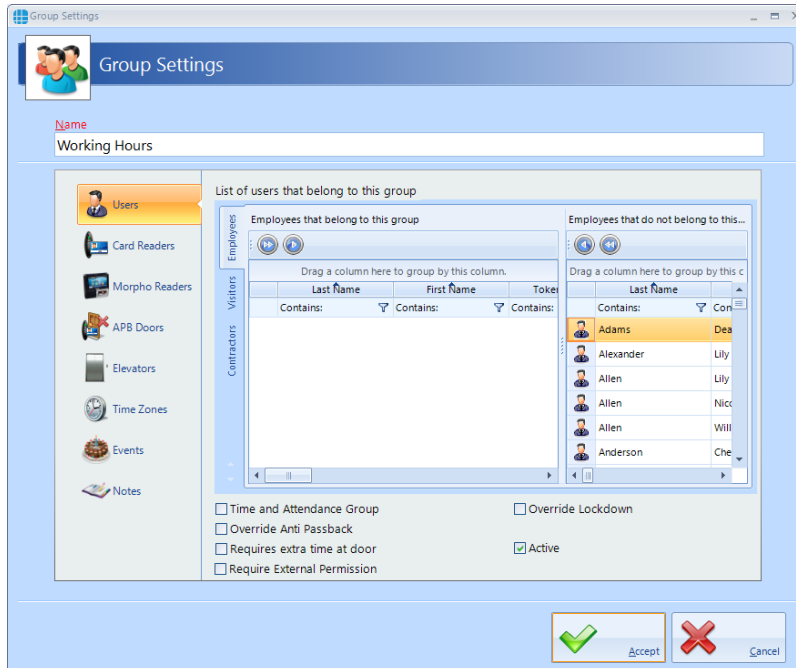 Group Settings
Group Settings
Name
Working Hours
Users
Card Readers
Morpho Readers
APB Doors
Elevators
Time Zones
Events
Notes
List of users that belong to this group
Employees
Visitors
Contractors
Employees that belong to this group
Drag a column here to group by this column.
Last Name First Name Token
Contains: Contains: Contains:
Employees that do not belong to this...
Drag a column here to group by this c
Last Name
Contains: Con
Adams Dea
Alexander Lily
Allen Lily
Allen Nico
Allen Will
Anderson Che
Time and Attendance Group
Override Anti Passback
Requires extra time at door
Require External Permission
Override Lockdown
Active
Accept
Cancel